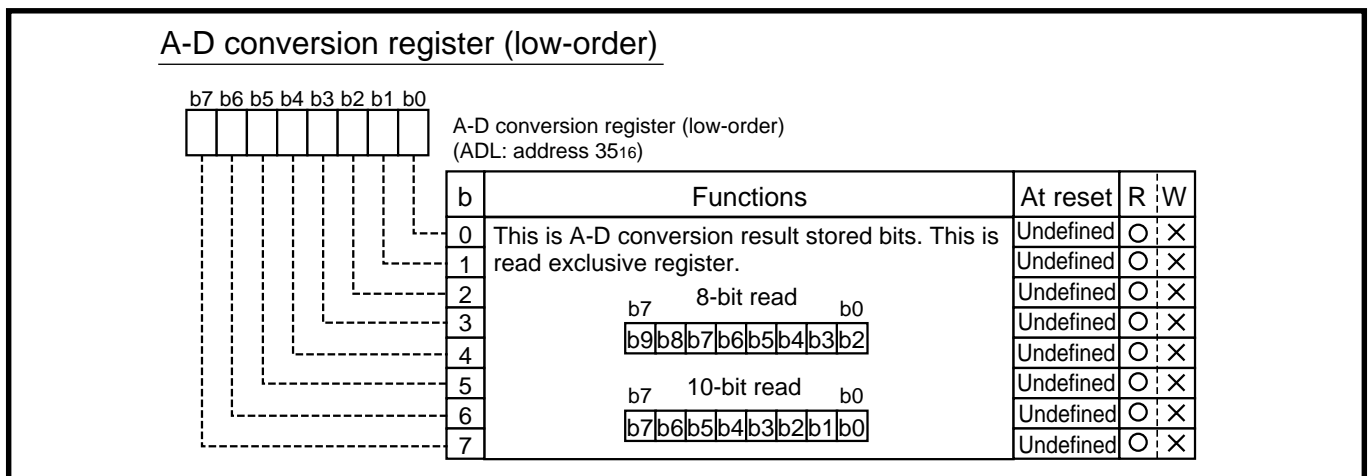 A-D conversion register (low-order)
b7 b6 b5 b4 b3 b2 b1 b0
A-D conversion register (low-order)
(ADL: address 3516)
b Functions At reset R W
0 This is A-D conversion result stored bits. This is Undefined ○ ×
1 read exclusive register. Undefined ○ ×
2 8-bit read Undefined ○ ×
b7 b0
3 Undefined ○ ×
b9 b8 b7 b6 b5 b4 b3 b2
4 Undefined ○ ×
5 10-bit read Undefined ○ ×
b7 b0
6 Undefined ○ ×
b7 b6 b5 b4 b3 b2 b1 b0
7 Undefined ○ ×